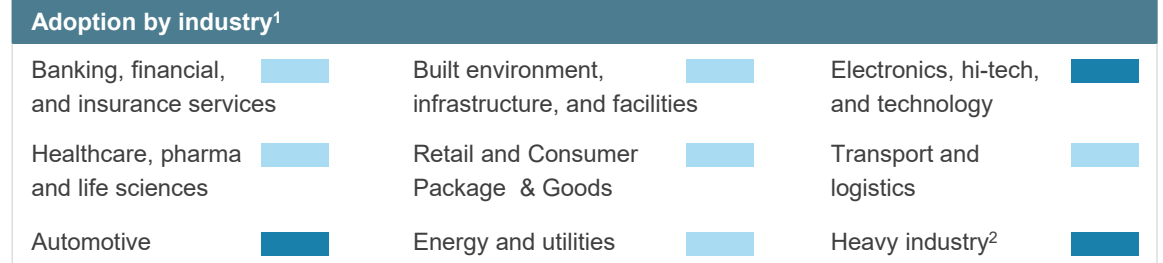 Adoption by industry¹
Banking, financial,
and insurance services
Built environment,
infrastructure, and facilities
Electronics, hi-tech,
and technology
Healthcare, pharma
and life sciences
Retail and Consumer
Package & Goods
Transport and
logistics
Automotive
Energy and utilities
Heavy industry²